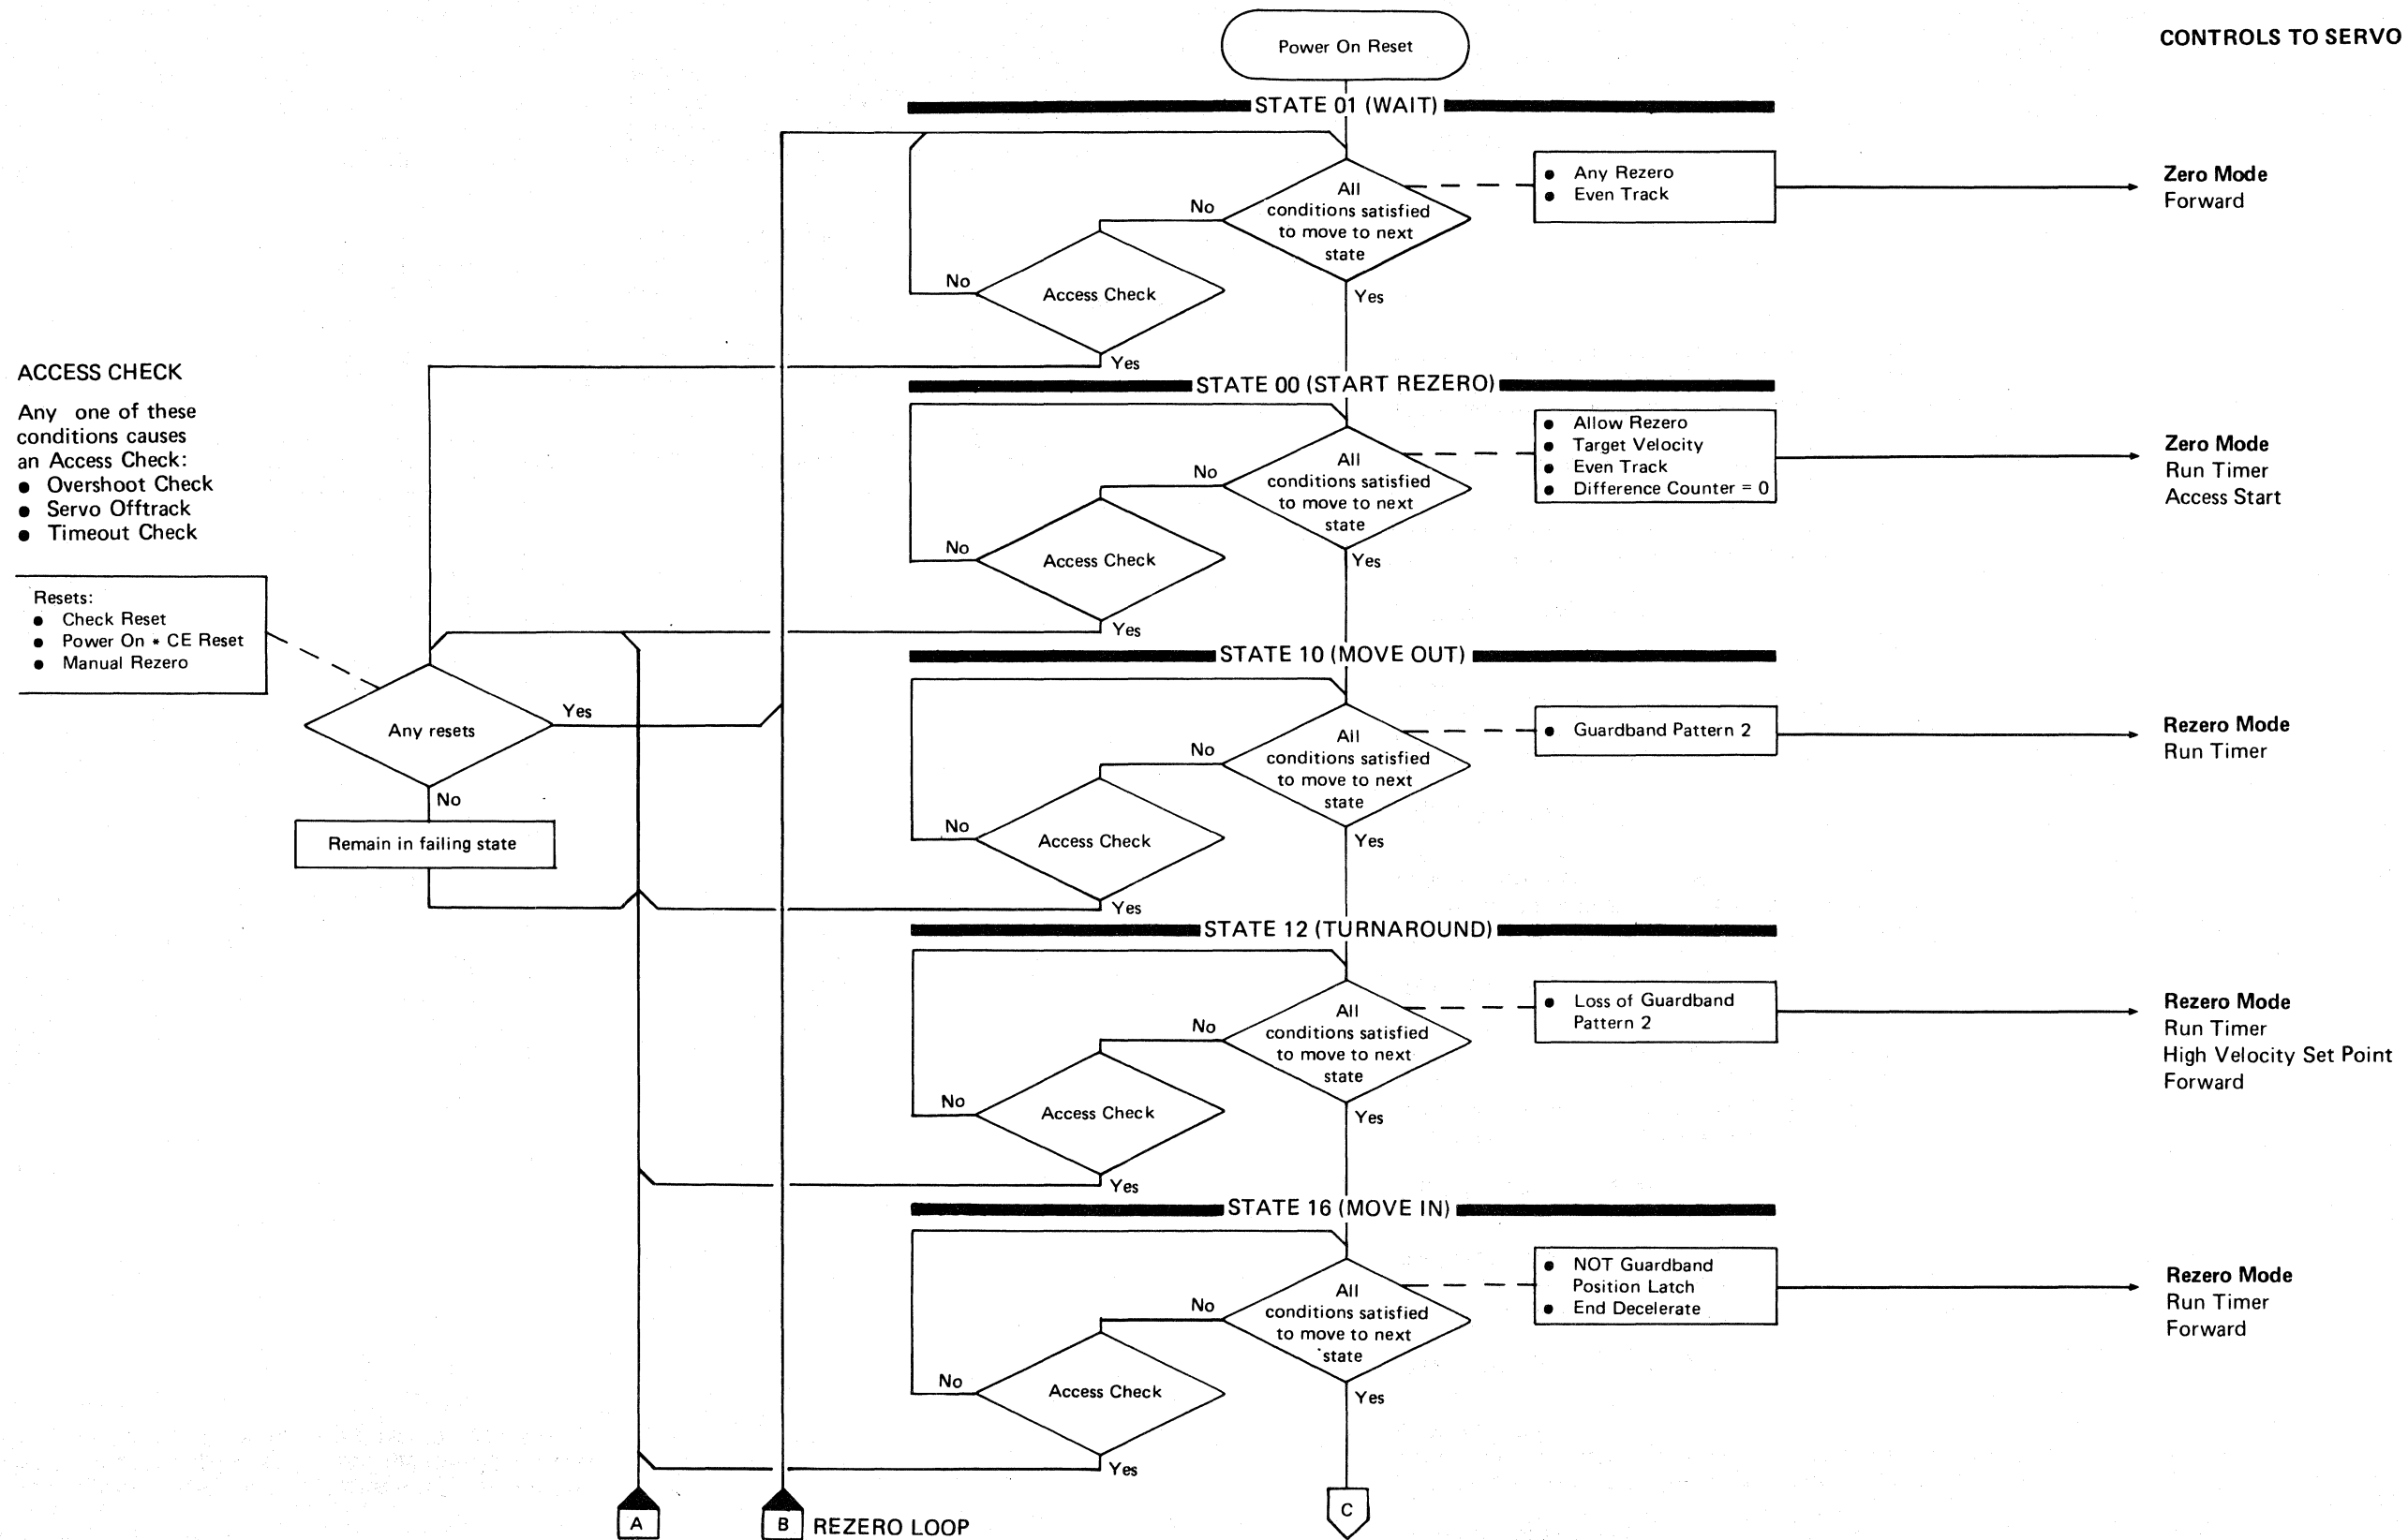 Power On Reset
CONTROLS TO SERVO
STATE 01 (WAIT)
All
conditions satisfied
to move to next
state
No
Yes
• Any Rezero
• Even Track
Zero Mode
Forward
Access Check
No
Yes
ACCESS CHECK
Any one of these
conditions causes
an Access Check:
• Overshoot Check
• Servo Offtrack
• Timeout Check
STATE 00 (START REZERO)
All
conditions satisfied
to move to next
state
No
Yes
• Allow Rezero
• Target Velocity
• Even Track
• Difference Counter = 0
Zero Mode
Run Timer
Access Start
Access Check
No
Yes
Resets:
• Check Reset
• Power On * CE Reset
• Manual Rezero
Any resets
Yes
No
Remain in failing state
STATE 10 (MOVE OUT)
All
conditions satisfied
to move to next
state
No
Yes
• Guardband Pattern 2
Rezero Mode
Run Timer
Access Check
No
Yes
STATE 12 (TURNAROUND)
All
conditions satisfied
to move to next
state
No
Yes
• Loss of Guardband
Pattern 2
Rezero Mode
Run Timer
High Velocity Set Point
Forward
Access Check
No
Yes
STATE 16 (MOVE IN)
All
conditions satisfied
to move to next
state
No
Yes
• NOT Guardband
Position Latch
• End Decelerate
Rezero Mode
Run Timer
Forward
Access Check
No
Yes
A
B
REZERO LOOP
C